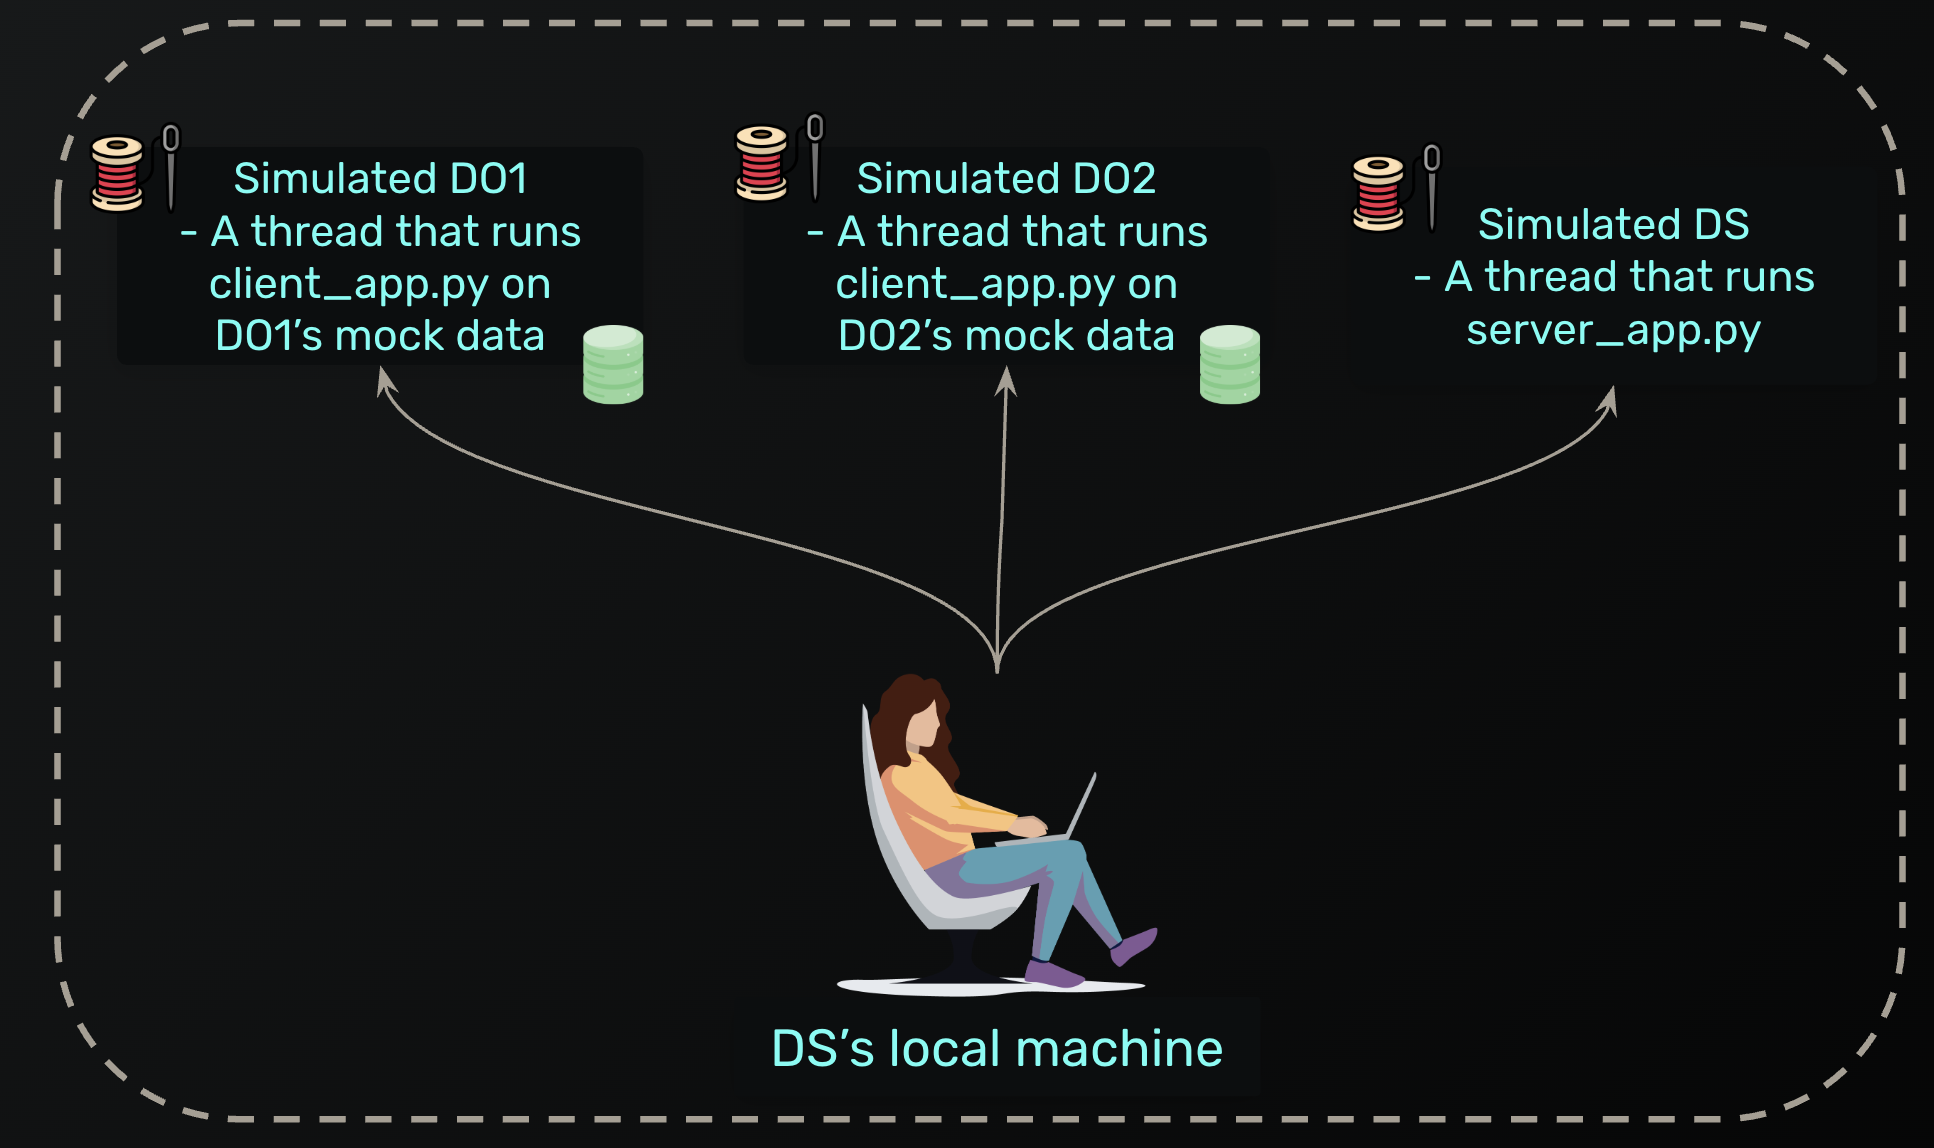 Simulated DO1
- A thread that runs
client_app.py on
DO1’s mock data
Simulated DO2
- A thread that runs
client_app.py on
DO2’s mock data
Simulated DS
- A thread that runs
server_app.py
DS’s local machine